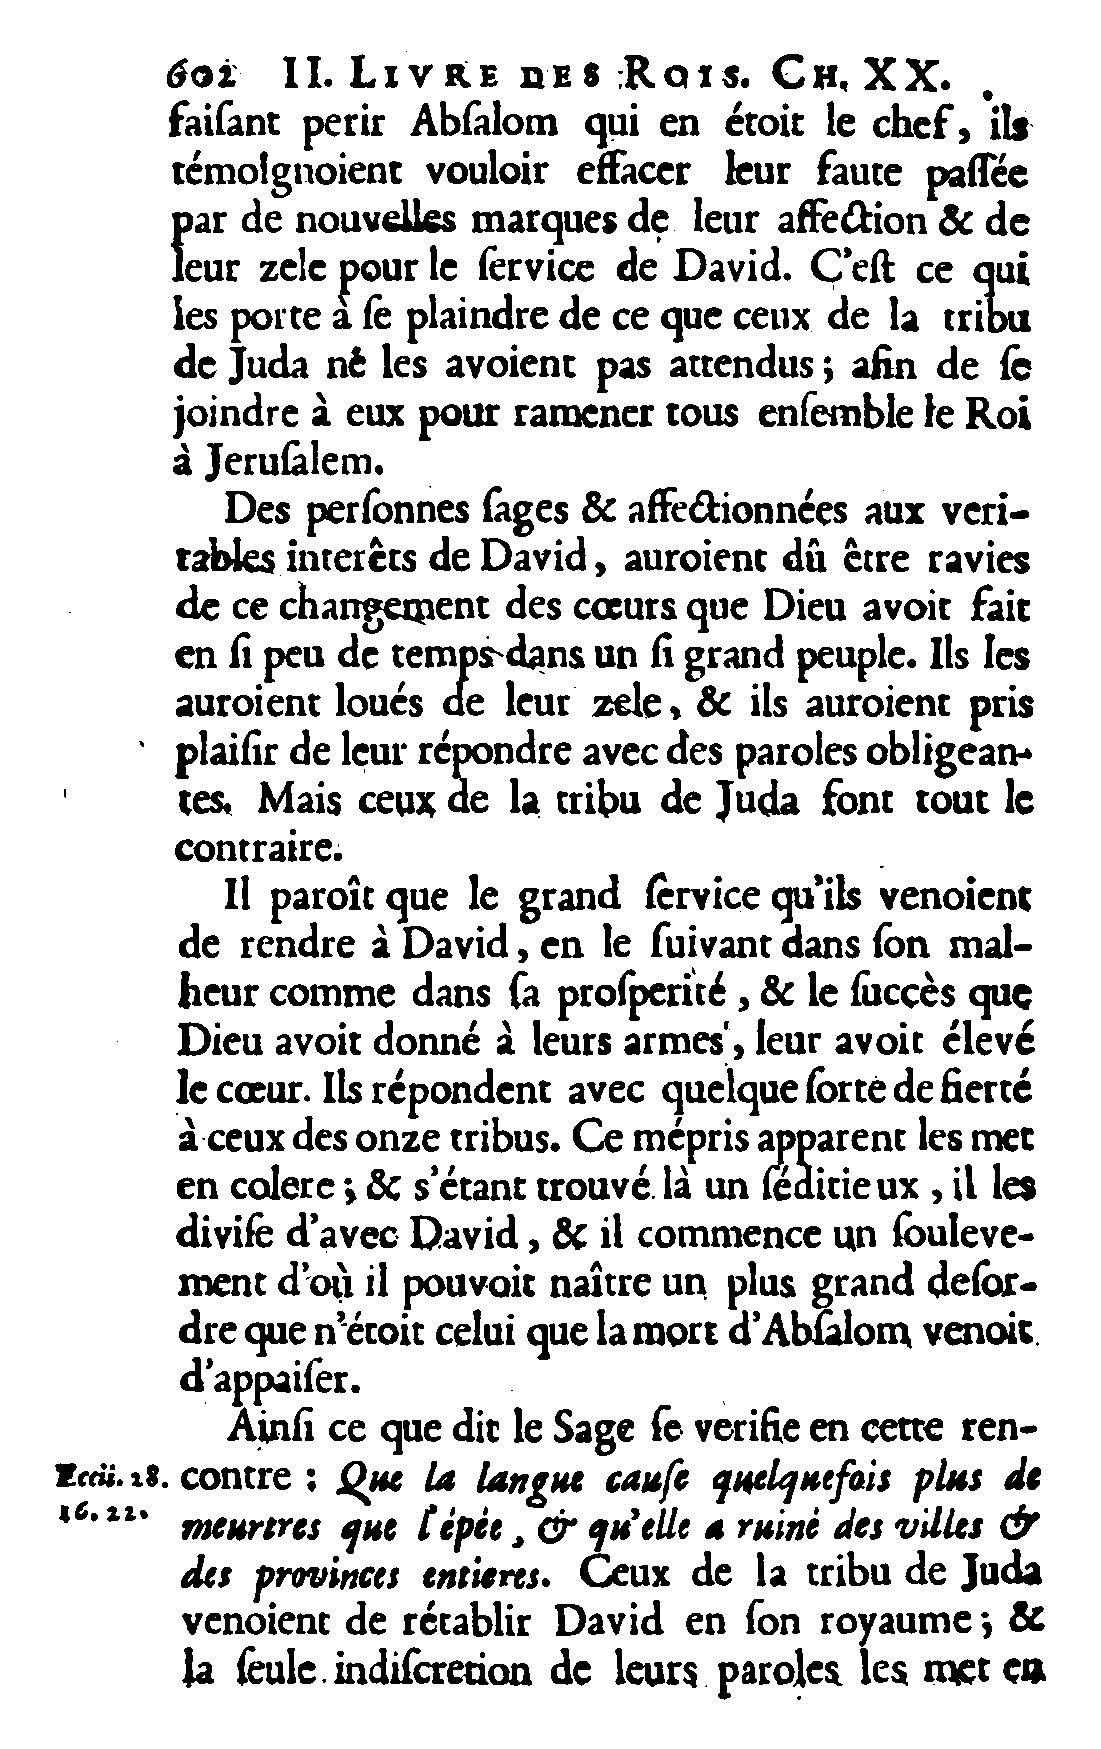 602 II. LIVRE DES ROIS. CH. XX.
faiſant perir Abſalom qui en étoit le chef, ils
témoignoient vouloir effacer leur faute paſſée
par de nouvelles marques de leur affection & de
leur zele pour le ſervice de David. C'eſt ce qui
les porte à ſe plaindre de ce que ceux de la tribu
de Juda ne les avoient pas attendus ; afin de ſe
joindre à eux pour ramener tous enſemble le Roi
à Jeruſalem.
Des perſonnes ſages & affectionnées aux veri-
tables interêts de David, auroient dû être ravies
de ce changement des cœurs que Dieu avoit fait
en ſi peu de temps dans un ſi grand peuple. Ils les
auroient loués de leur zele, & ils auroient pris
plaiſir de leur répondre avec des paroles obligean-
tes. Mais ceux de la tribu de Juda font tout le
contraire.
Il paroît que le grand ſervice qu'ils venoient
de rendre à David, en le ſuivant dans ſon mal-
heur comme dans ſa proſperité, & le ſuccès que
Dieu avoit donné à leurs armes, leur avoit élevé
le cœur. Ils répondent avec quelque ſorte de fierté
à ceux des onze tribus. Ce mépris apparent les met
en colere ; & s'étant trouvé là un ſéditieux, il les
diviſe d'avec David, & il commence un ſouleve-
ment d'où il pouvoit naître un plus grand deſor-
dre que n'étoit celui que la mort d'Abſalom venoit
d'appaiſer.
Ainſi ce que dit le Sage ſe verifie en cette ren-
Eccli. 28. contre : Que la langue cauſe quelquefois plus de
16. 22. meurtres que l'épée, & qu'elle a ruiné des villes &
des provinces entieres. Ceux de la tribu de Juda
venoient de rétablir David en ſon royaume ; &
la ſeule indiſcretion de leurs paroles les met en